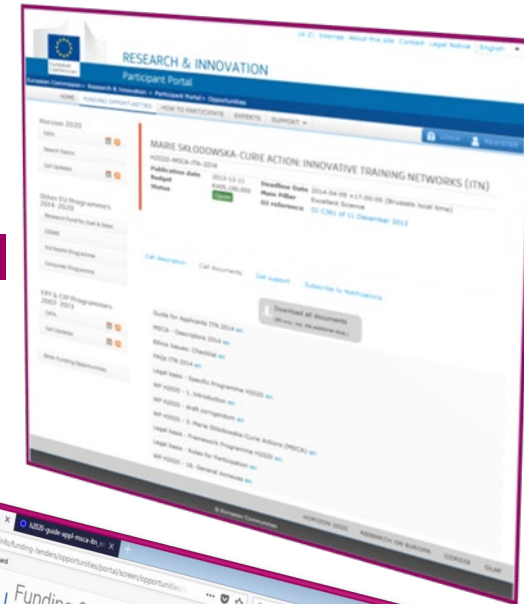 (A-Z) Sitemap About this site Contact Legal Notice English
European Commission
RESEARCH & INNOVATION
Participant Portal
European Commission > Research & Innovation > Participant Portal > Opportunities
HOME FUNDING OPPORTUNITIES HOW TO PARTICIPATE EXPERTS SUPPORT
LOGIN REGISTER
Horizon 2020
Calls
Search Topics
Call Updates
Other EU Programmes 2014-2020
Research Fund for Coal & Steel
COSME
3rd Health Programme
Consumer Programme
FP7 & CIP Programmes 2007-2013
Calls
Call Updates
Other Funding Opportunities
MARIE SKŁODOWSKA-CURIE ACTION: INNOVATIVE TRAINING NETWORKS (ITN)
H2020-MSCA-ITN-2014
Publication date 2013-12-11
Budget €405,180,000
Status Open
Deadline Date 2014-04-09 +17:00:00 (Brussels local time)
Main Pillar Excellent Science
OJ reference OJ C361 of 11 December 2013
Call description Call documents Get support Subscribe to Notifications
Download all documents
Guide for Applicants ITN 2014 en
MSCA - Descriptors 2014 en
Ethics Issues: Checklist en
FAQs ITN 2014 en
Legal basis - Specific Programme H2020 en
WP H2020 - 1. Introduction en
WP H2020 - draft corrigendum en
WP H2020 - 3. Marie Skłodowska-Curie Actions (MSCA) en
Legal basis - Framework Programme H2020 en
Legal basis - Rules for Participation en
WP H2020 - 18. General Annexes en
© European Communities HORIZON 2020 RESEARCH ON EUROPA CORDIS OLAF
h2020-guide-appl-msca-itn_en
info/funding-tenders/opportunities/portal/screen/opportunities/
Funding